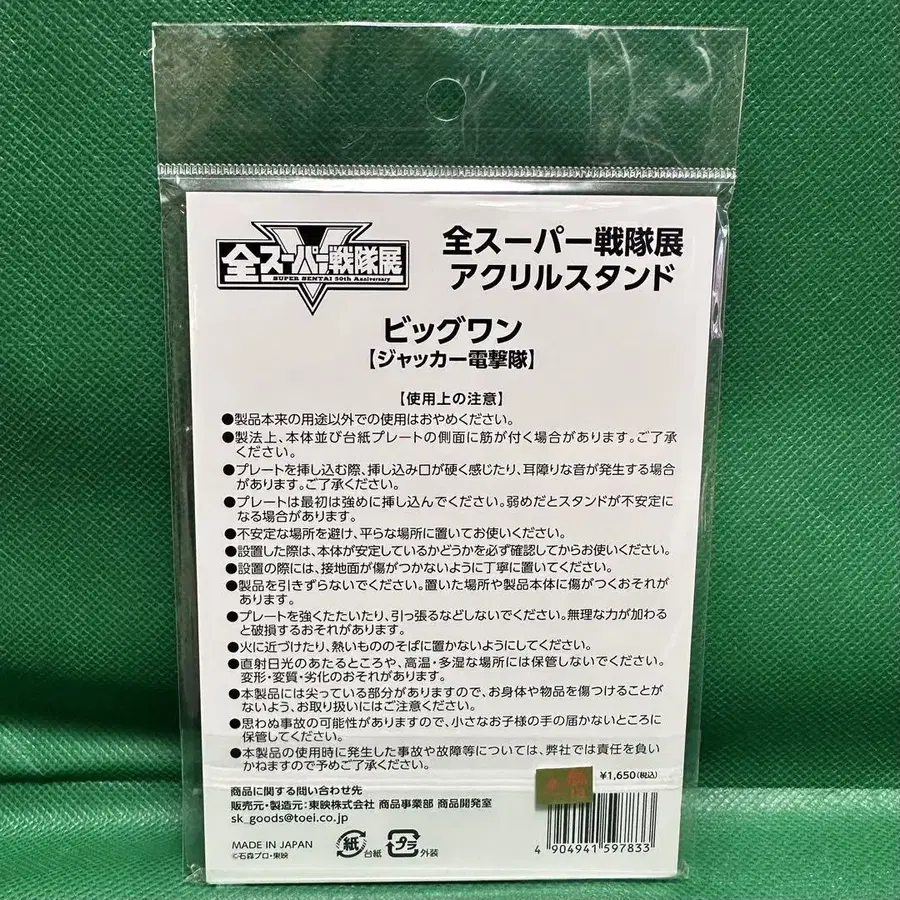 全スーパー戦隊展
SUPER SENTAI 50th Anniversary
全スーパー戦隊展
アクリルスタンド
ビッグワン
【ジャッカー電撃隊】
【使用上の注意】
●製品本来の用途以外での使用はおやめください。
●製法上、本体並び台紙プレートの側面に筋が付く場合があります。ご了承
ください。
●プレートを挿し込む際、挿し込み口が硬く感じたり、耳障りな音が発生する場合
があります。ご了承ください。
●プレートは最初は強めに挿し込んでください。弱めだとスタンドが不安定に
なる場合があります。
●不安定な場所を避け、平らな場所に置いてお使いください。
●設置した際は、本体が安定しているかどうかを必ず確認してからお使いください。
●設置の際には、接地面が傷がつかないように丁寧に置いてください。
●製品を引きずらないでください。置いた場所や製品本体に傷がつくおそれが
あります。
●プレートを強くたたいたり、引っ張るなどしないでください。無理な力が加わる
と破損するおそれがあります。
●火に近づけたり、熱いもののそばに置かないようにしてください。
●直射日光のあたるところや、高温・多湿な場所には保管しないでください。
変形・変質・劣化のおそれがあります。
●本製品には尖っている部分がありますので、お身体や物品を傷つけることが
ないよう、お取り扱いにはご注意ください。
●思わぬ事故の可能性がありますので、小さなお子様の手の届かないところに
保管してください。
●本製品の使用時に発生した事故や故障等については、弊社では責任を負い
かねますので予めご了承ください。
¥1,650(税込)
商品に関する問い合わせ先
販売元・製造元:東映株式会社 商品事業部 商品開発室
sk_goods@toei.co.jp
MADE IN JAPAN
©石森プロ・東映
紙 台紙
プラ 外装
4 904941 597833